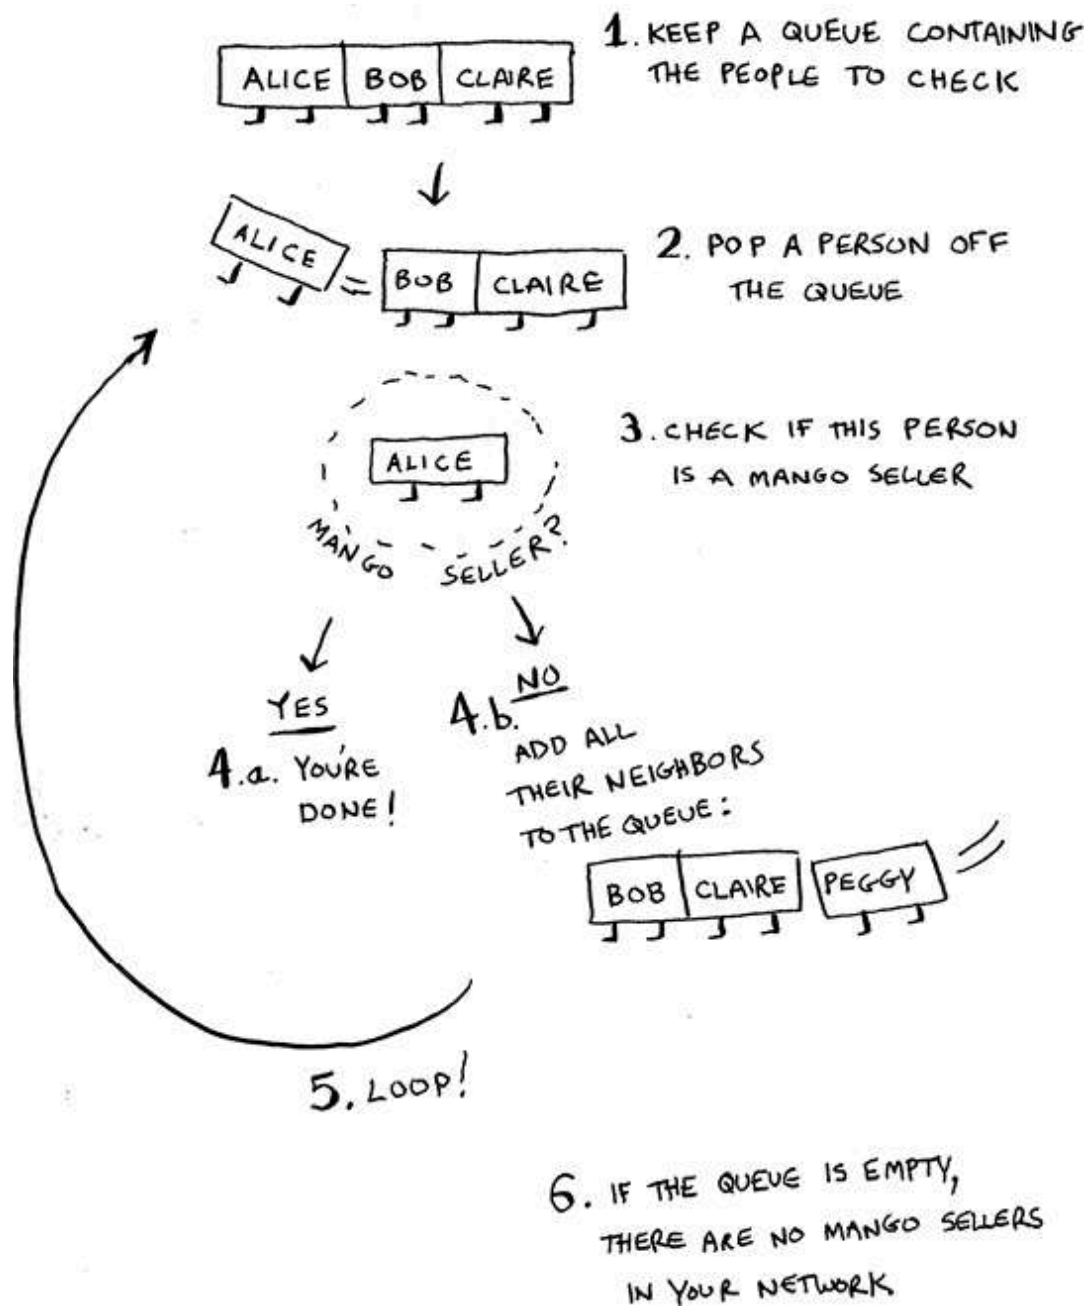 1. KEEP A QUEUE CONTAINING
THE PEOPLE TO CHECK
ALICE BOB CLAIRE
ALICE BOB CLAIRE
2. POP A PERSON OFF
THE QUEUE
3. CHECK IF THIS PERSON
IS A MANGO SELLER
ALICE
MANGO SELLER?
YES
4.a. YOU'RE
DONE!
4.b. NO
ADD ALL
THEIR NEIGHBORS
TO THE QUEUE:
BOB CLAIRE PEGGY
5. LOOP!
6. IF THE QUEUE IS EMPTY,
THERE ARE NO MANGO SELLERS
IN YOUR NETWORK